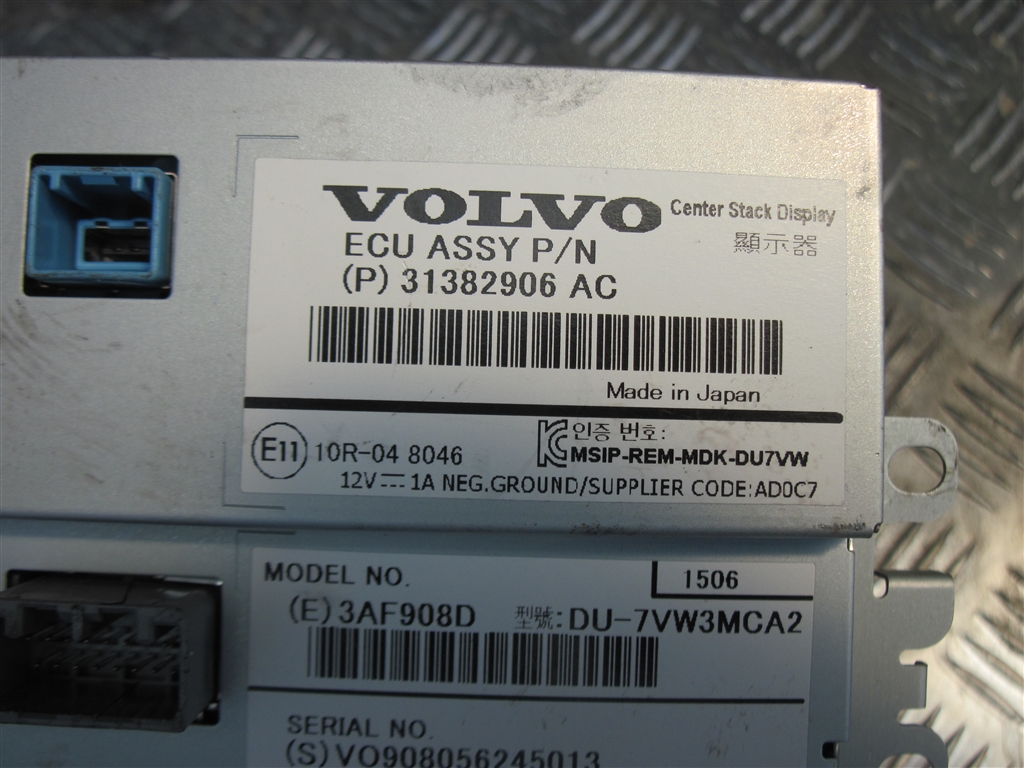 VOLVO Center Stack Display
顯示器
ECU ASSY P/N
(P) 31382906 AC
Made in Japan
E11 10R-04 8046
인증 번호:
MSIP-REM-MDK-DU7VW
12V⎓1A NEG.GROUND/SUPPLIER CODE:AD0C7
MODEL NO. 1506
(E)3AF908D 型號:DU-7VW3MCA2
SERIAL NO.
(S)VO908056245013